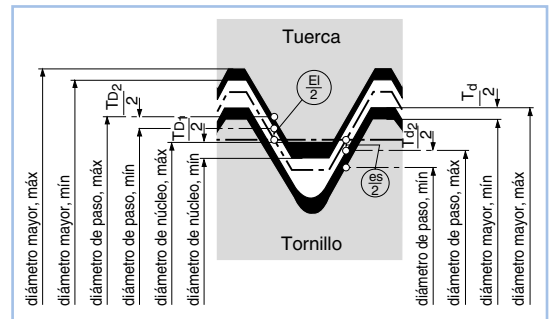 Tuerca
EI
2
TD2
2
TD1
2
Td
2
Td2
2
es
2
Tornillo
diámetro mayor, máx
diámetro mayor, mín
diámetro de paso, máx
diámetro de paso, mín
diámetro de núcleo, máx
diámetro de núcleo, mín
diámetro de paso, mín
diámetro de paso, máx
diámetro mayor, mín
diámetro mayor, máx